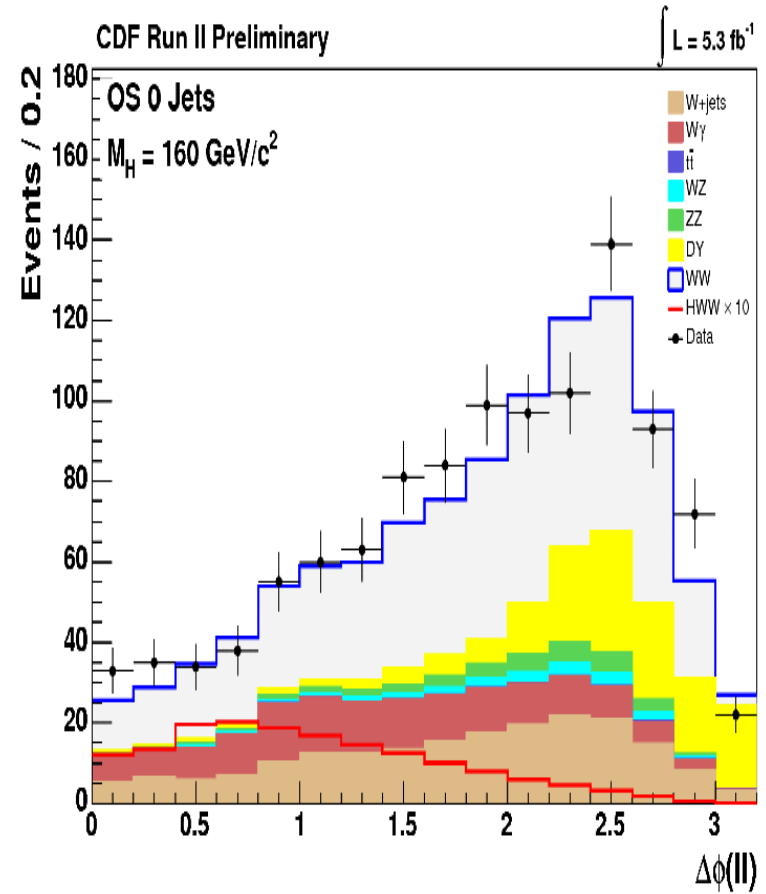 CDF Run II Preliminary
∫ L = 5.3 fb⁻¹
OS 0 Jets
M_H = 160 GeV/c²
W+jets
Wγ
tt̄
WZ
ZZ
DY
WW
HWW × 10
Data
Events / 0.2
180
160
140
120
100
80
60
40
20
0
0 0.5 1 1.5 2 2.5 3
Δϕ(ll)